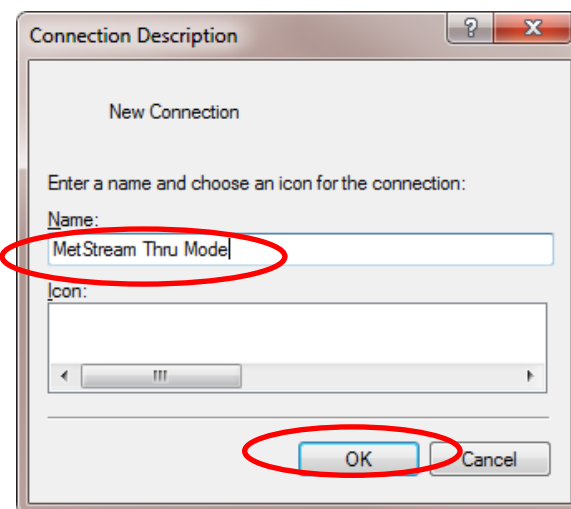 Connection Description
New Connection
Enter a name and choose an icon for the connection:
Name:
MetStream Thru Mode
Icon:
OK Cancel